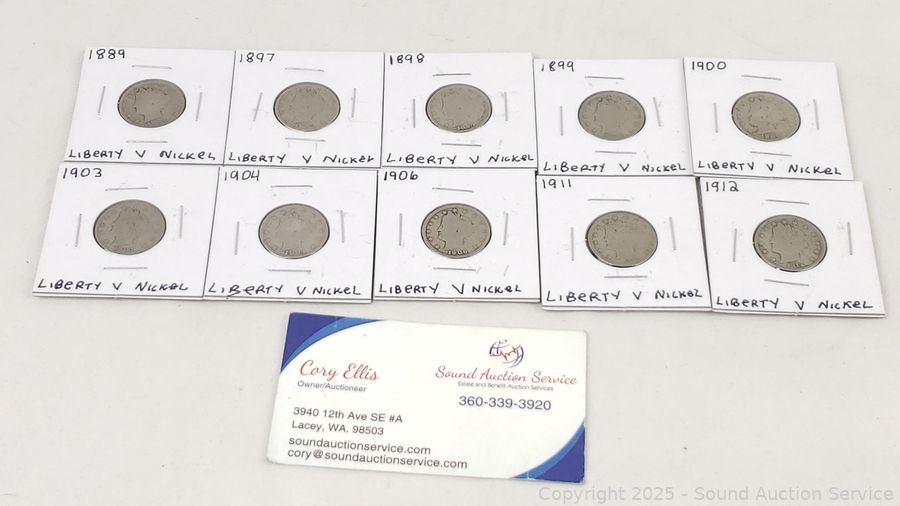 1889
LIBERTY V NICKEL
1897
LIBERTY V NICKEL
1898
LIBERTY V NICKEL
1899
LIBERTY V NICKEL
1900
LIBERTY V NICKEL
1903
LIBERTY V NICKEL
1904
LIBERTY V NICKEL
1906
LIBERTY V NICKEL
1911
LIBERTY V NICKEL
1912
LIBERTY V NICKEL
Cory Ellis
Owner/Auctioneer
3940 12th Ave SE #A
Lacey, WA. 98503
soundauctionservice.com
cory@soundauctionservice.com
Sound Auction Service
Estate and Benefit Auction Services
360-339-3920
Copyright 2025 - Sound Auction Service